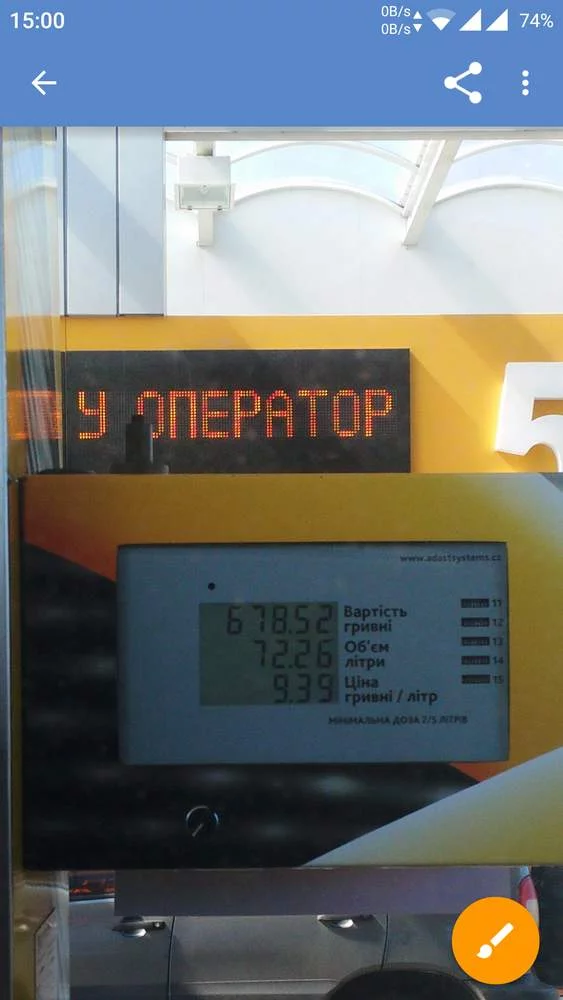 15:00
0B/s
0B/s
74%
У ОПЕРАТОР
5
www.adastsystems.cz
678.52 Вартість гривні
72.26 Об'єм літри
9.39 Ціна гривні / літр
11
12
13
14
15
МІНІМАЛЬНА ДОЗА 2/5 ЛІТРІВ